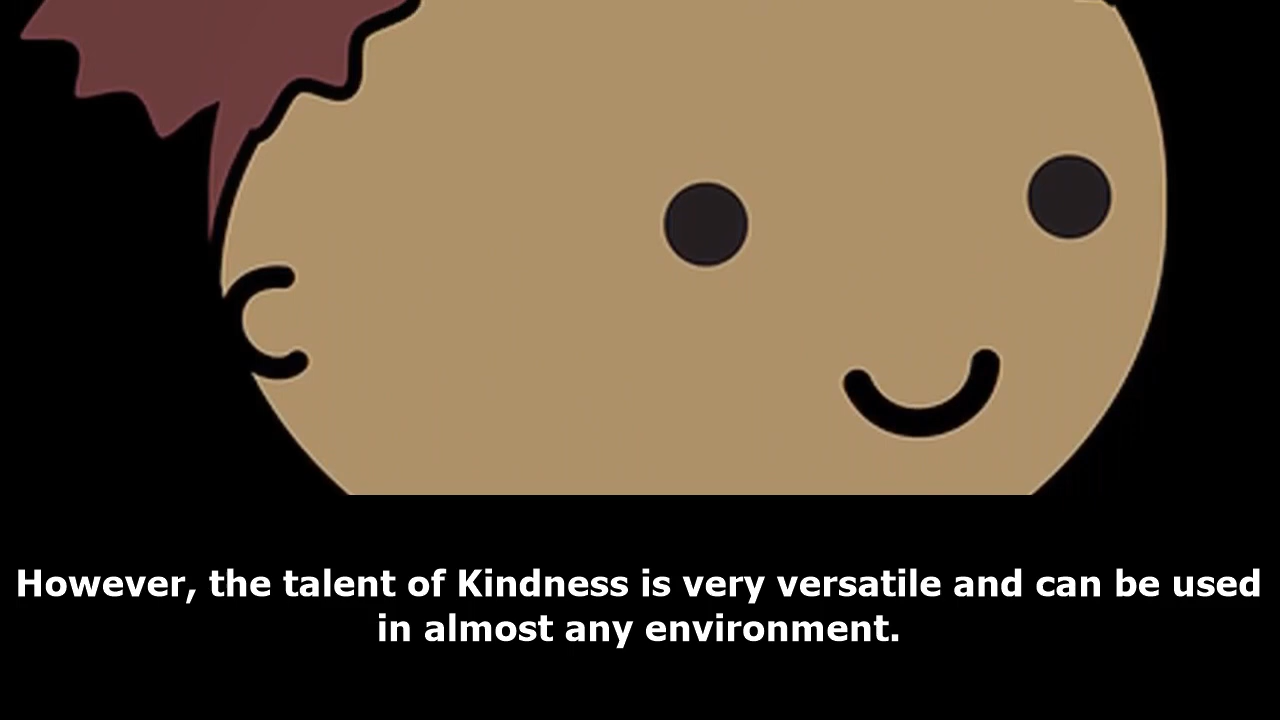 However, the talent of Kindness is very versatile and can be used
in almost any environment.